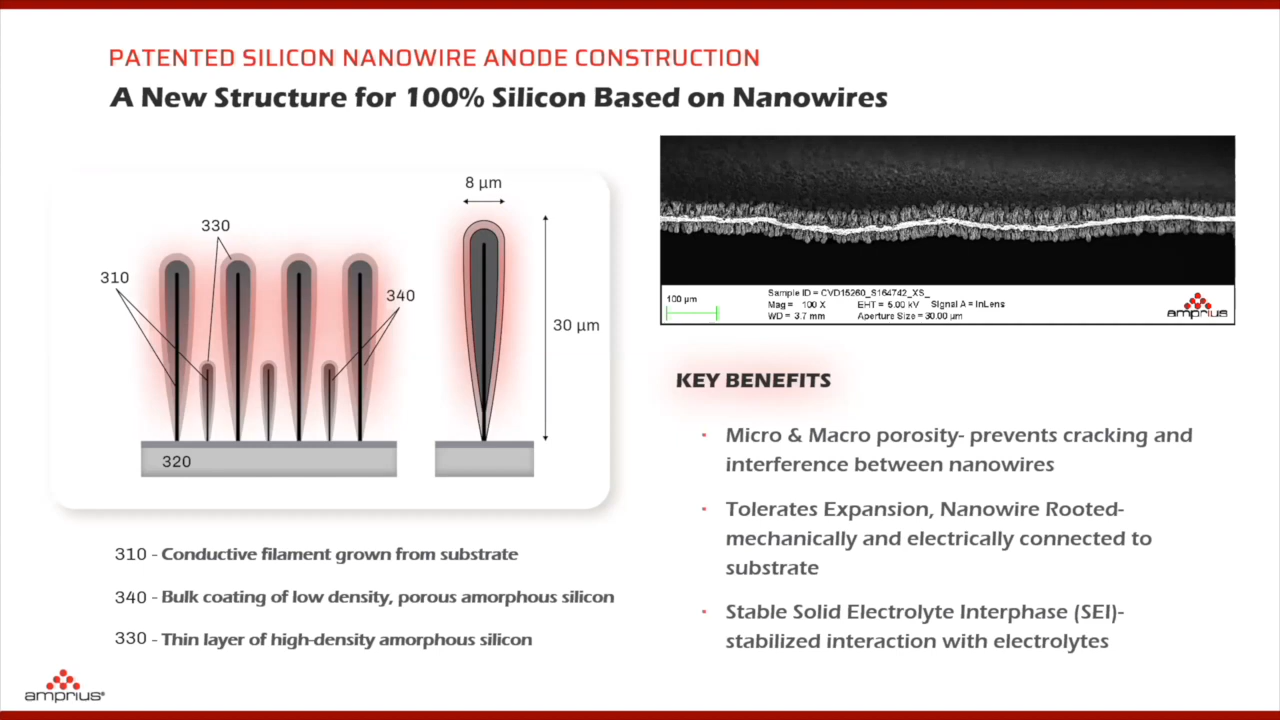 PATENTED SILICON NANOWIRE ANODE CONSTRUCTION
A New Structure for 100% Silicon Based on Nanowires
8 µm
330
310
340
30 µm
320
310 - Conductive filament grown from substrate
340 - Bulk coating of low density, porous amorphous silicon
330 - Thin layer of high-density amorphous silicon
100 µm
Sample ID = CVD15260_S164742_XS_
Mag = 100 X EHT = 5.00 kV Signal A = InLens
WD = 3.7 mm Aperture Size = 30.00 µm
amprius
KEY BENEFITS
· Micro & Macro porosity- prevents cracking and
interference between nanowires
· Tolerates Expansion, Nanowire Rooted-
mechanically and electrically connected to
substrate
· Stable Solid Electrolyte Interphase (SEI)-
stabilized interaction with electrolytes
amprius®